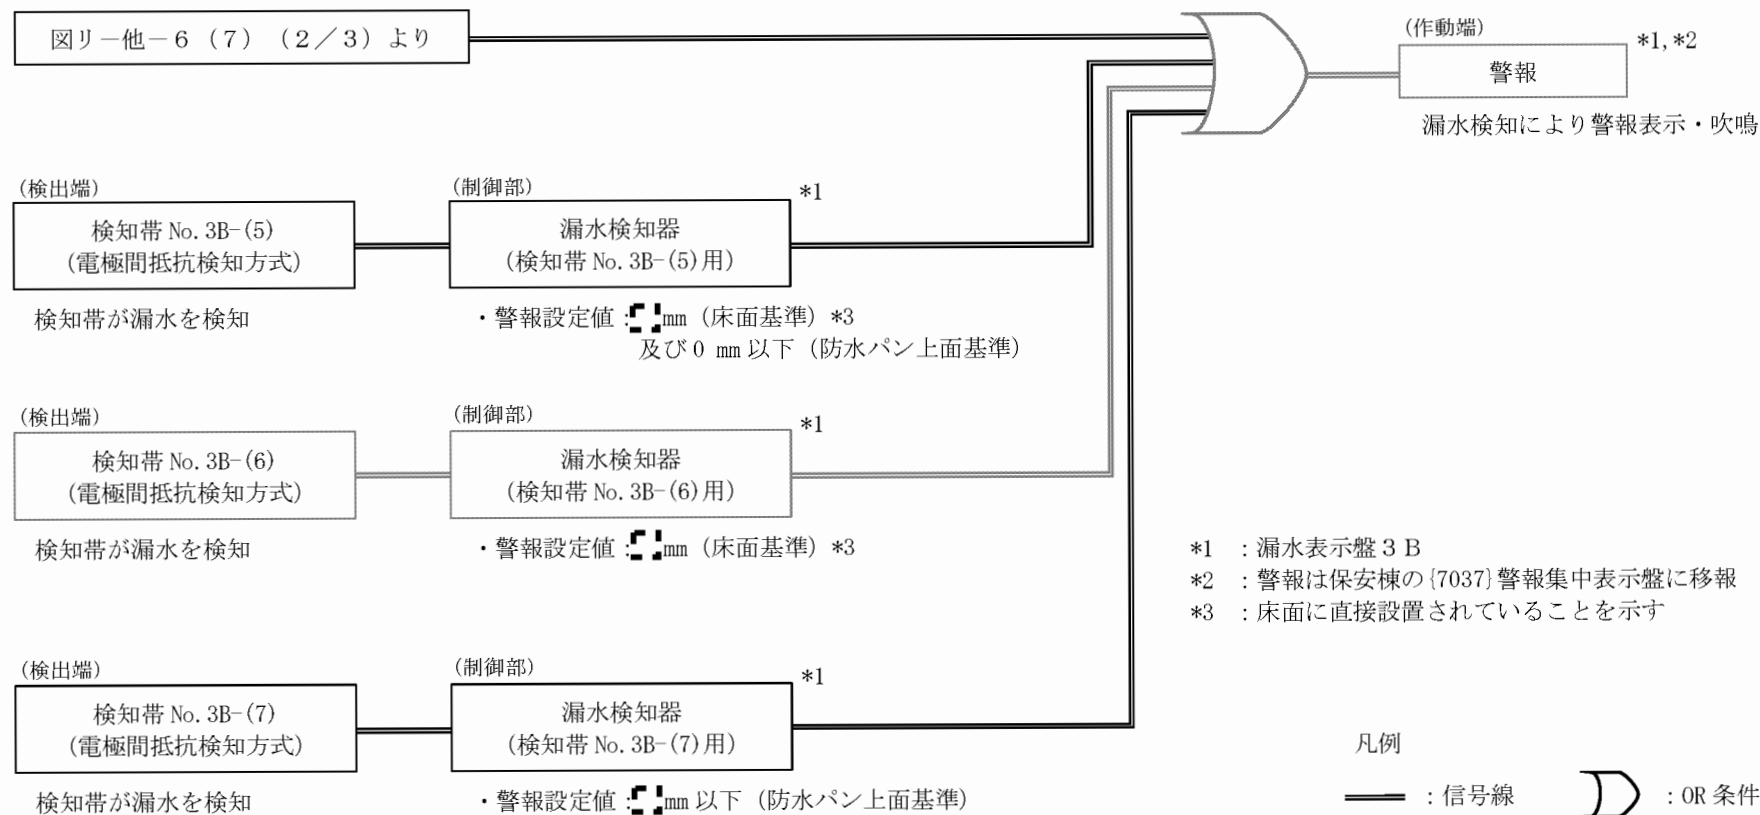 図リ－他－6 (7) (2／3) より
(作動端)
*1, *2
警報
漏水検知により警報表示・吹鳴
(検出端)
検知帯 No. 3B-(5)
(電極間抵抗検知方式)
検知帯が漏水を検知
(制御部)
*1
漏水検知器
(検知帯 No. 3B-(5)用)
・警報設定値：mm (床面基準) *3
及び0 mm 以下 (防水パン上面基準)
(検出端)
検知帯 No. 3B-(6)
(電極間抵抗検知方式)
検知帯が漏水を検知
(制御部)
*1
漏水検知器
(検知帯 No. 3B-(6)用)
・警報設定値：mm (床面基準) *3
(検出端)
検知帯 No. 3B-(7)
(電極間抵抗検知方式)
検知帯が漏水を検知
(制御部)
*1
漏水検知器
(検知帯 No. 3B-(7)用)
・警報設定値：mm 以下 (防水パン上面基準)
*1 ：漏水表示盤３Ｂ
*2 ：警報は保安棟の{7037}警報集中表示盤に移報
*3 ：床面に直接設置されていることを示す
凡例
：信号線
：OR 条件